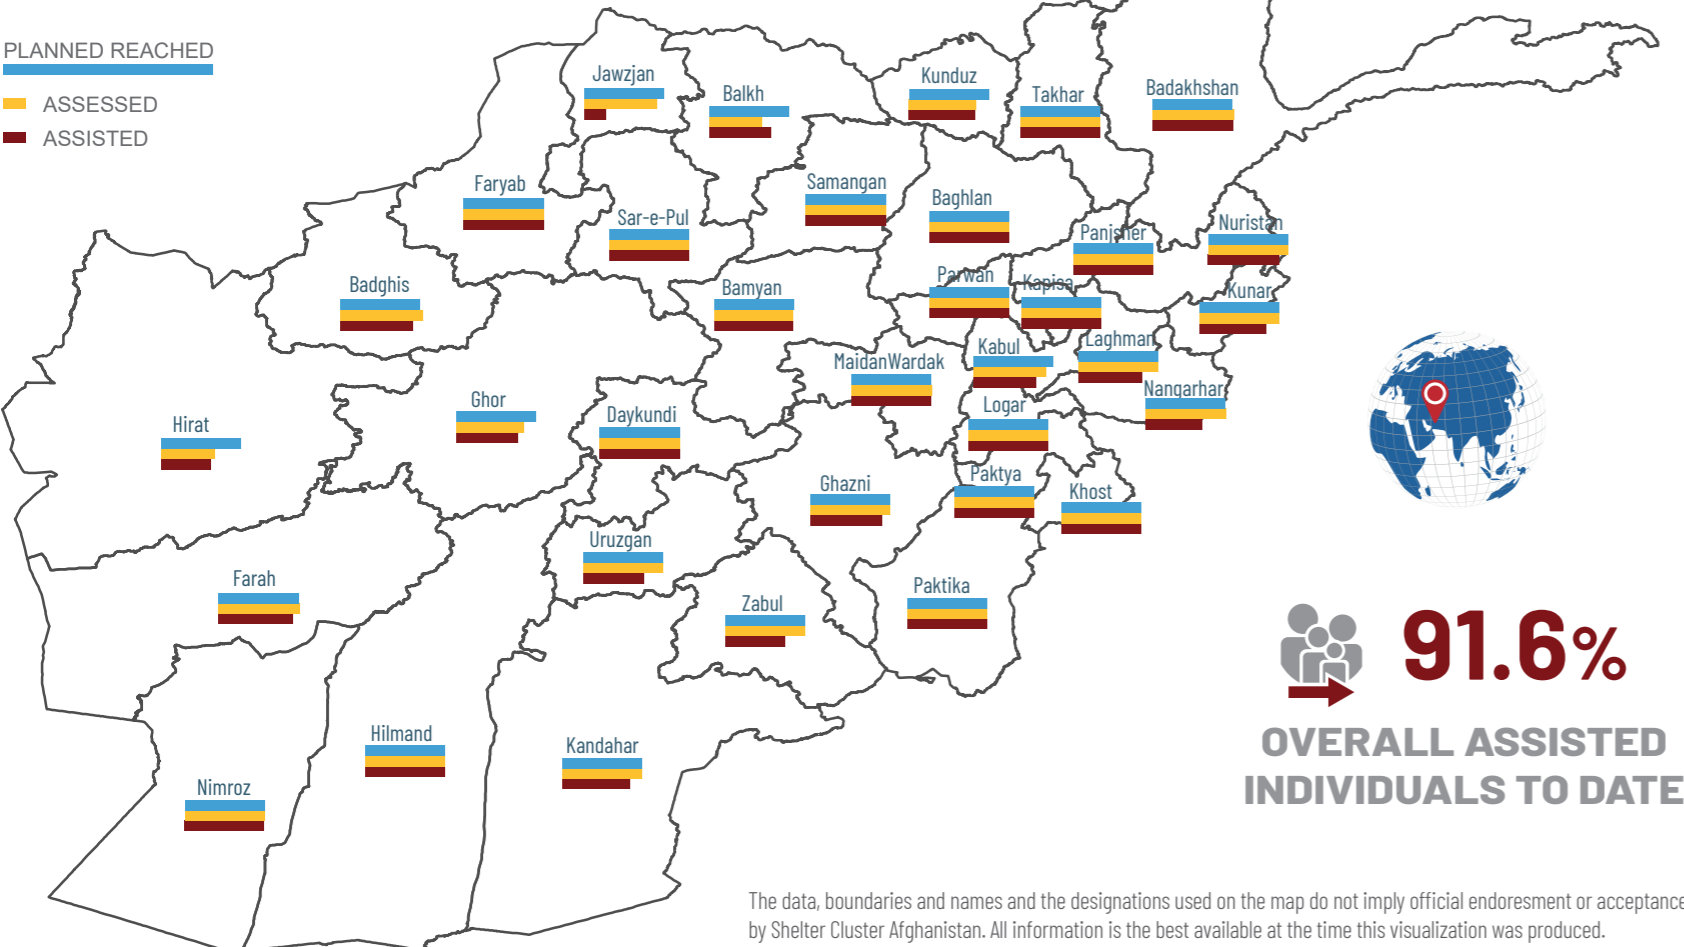 PLANNED REACHED
ASSESSED
ASSISTED
Jawzjan
Balkh
Kunduz
Takhar
Badakhshan
Faryab
Sar-e-Pul
Samangan
Baghlan
Panjsher
Nuristan
Badghis
Bamyan
Parwan
Kapisa
Kunar
Hirat
Ghor
Daykundi
MaidanWardak
Kabul
Laghman
Nangarhar
Logar
Ghazni
Paktya
Khost
Uruzgan
Farah
Zabul
Paktika
Hilmand
Kandahar
Nimroz
91.6%
OVERALL ASSISTED
INDIVIDUALS TO DATE
The data, boundaries and names and the designations used on the map do not imply official endoresment or acceptance
by Shelter Cluster Afghanistan. All information is the best available at the time this visualization was produced.